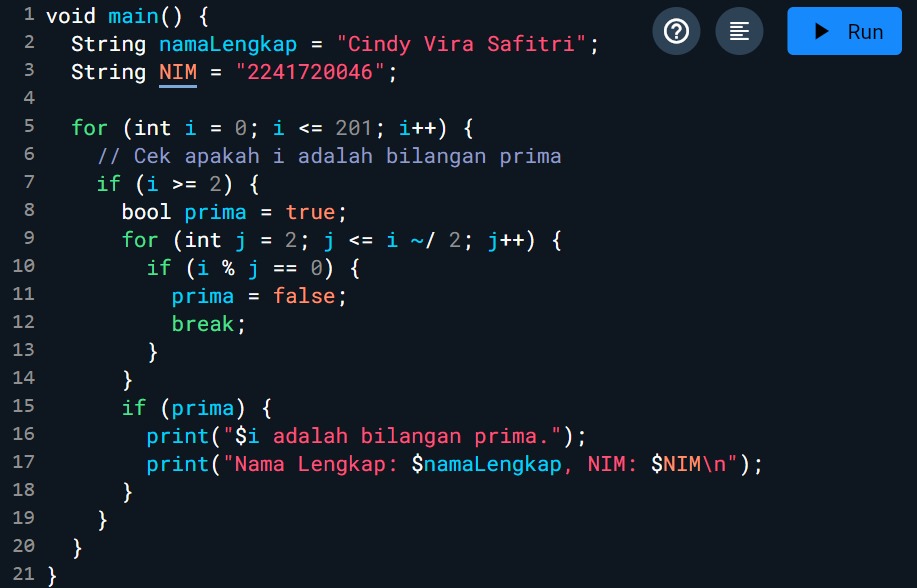 1 void main() {
2   String namaLengkap = "Cindy Vira Safitri";
3   String NIM = "2241720046";
4
5   for (int i = 0; i <= 201; i++) {
6     // Cek apakah i adalah bilangan prima
7     if (i >= 2) {
8       bool prima = true;
9       for (int j = 2; j <= i ~/ 2; j++) {
10        if (i % j == 0) {
11          prima = false;
12          break;
13        }
14      }
15      if (prima) {
16        print("$i adalah bilangan prima.");
17        print("Nama Lengkap: $namaLengkap, NIM: $NIM\n");
18      }
19    }
20  }
21 }
?
Run